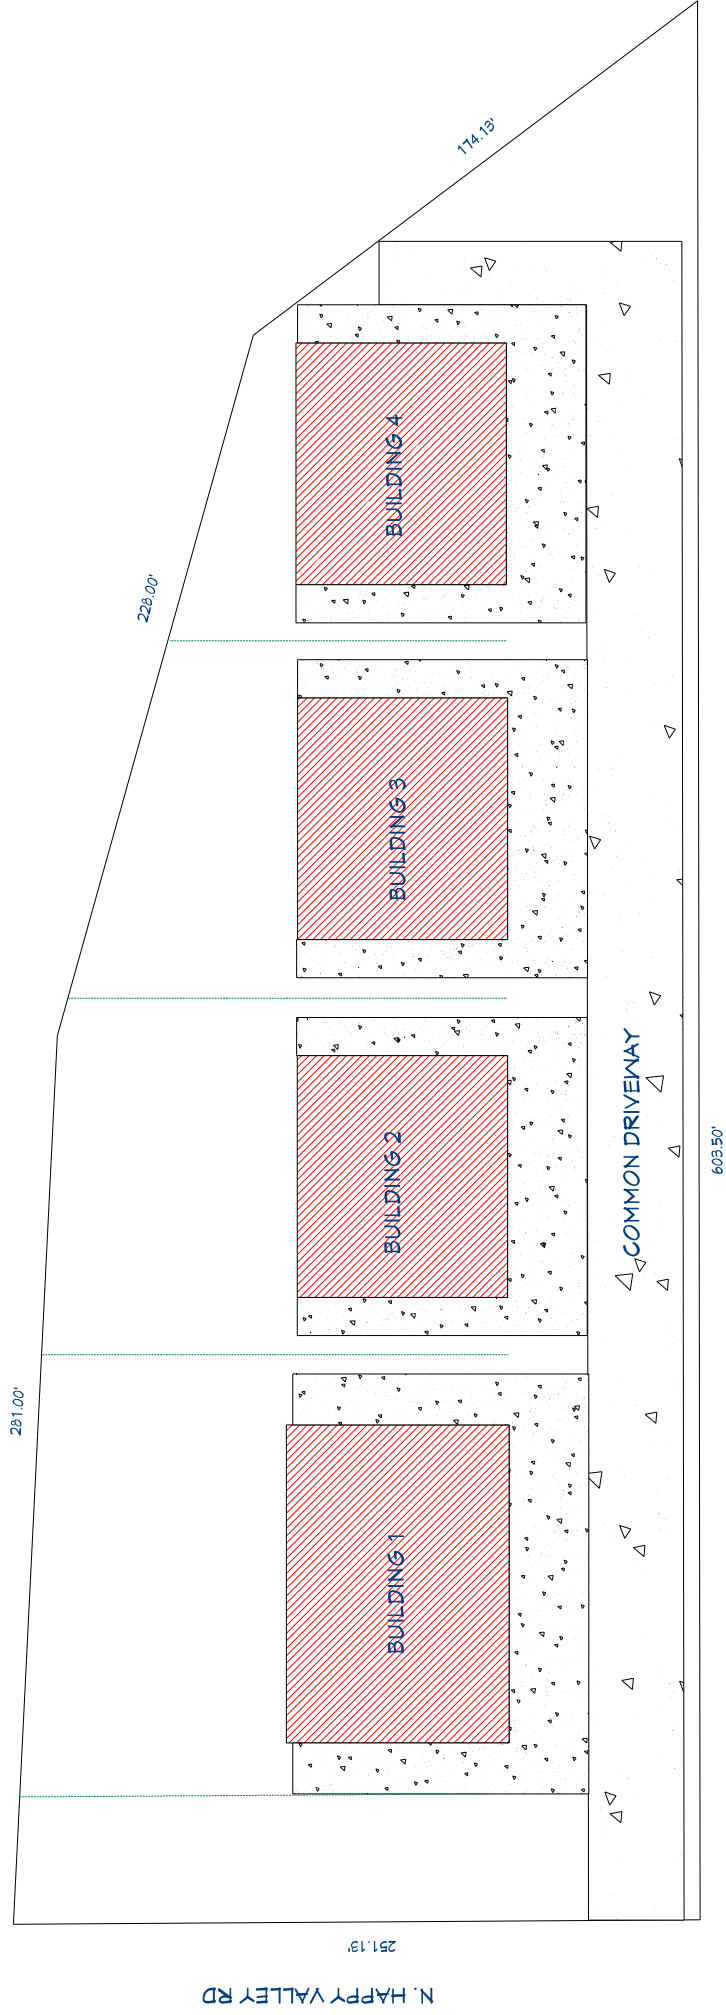 174.13'
228.00'
BUILDING 4
BUILDING 3
COMMON DRIVEWAY
603.50'
BUILDING 2
281.00'
BUILDING 1
251.13'
N. HAPPY VALLEY RD